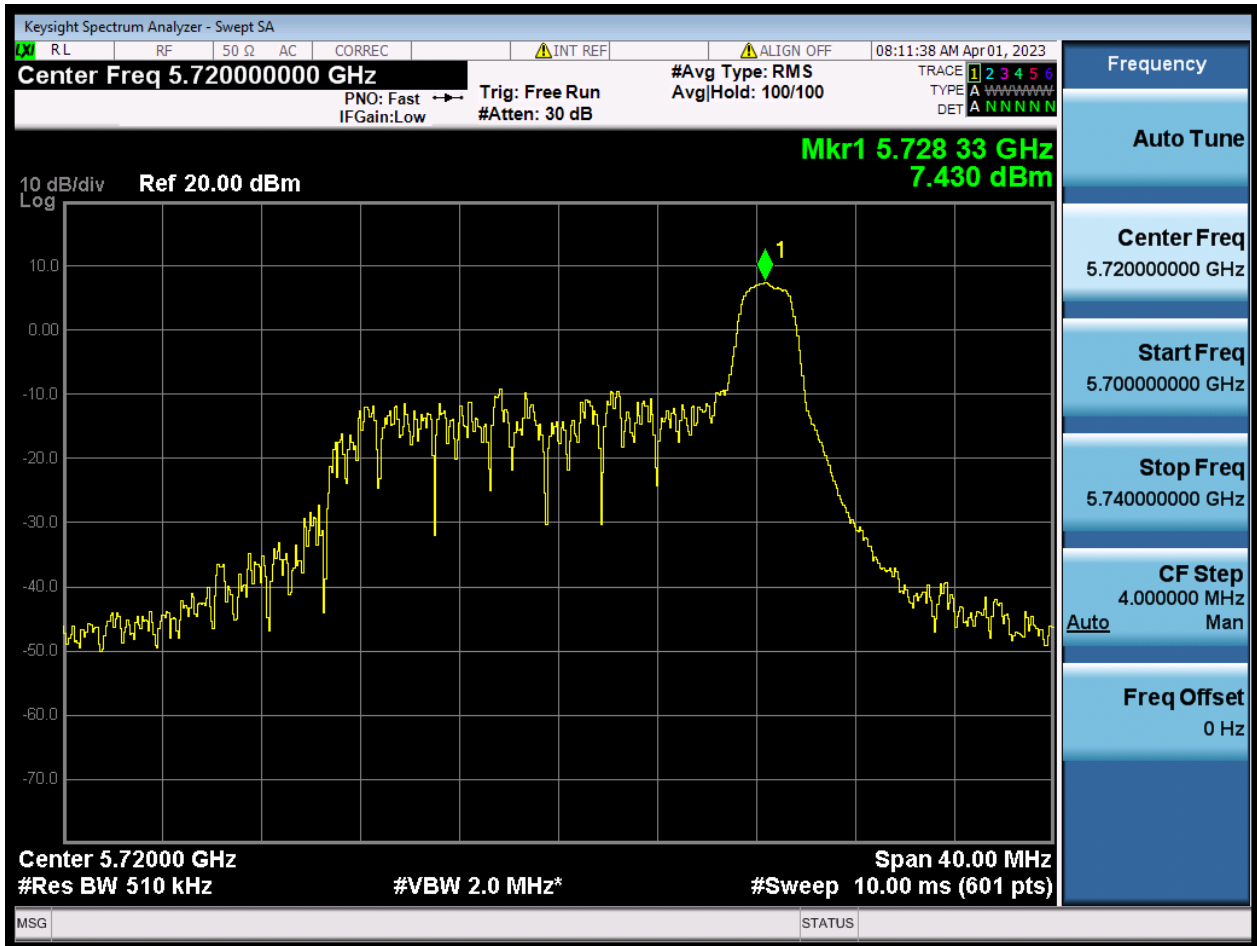 Keysight Spectrum Analyzer - Swept SA
LXI RL RF 50 Ω AC CORREC INT REF ALIGN OFF 08:11:38 AM Apr 01, 2023
Center Freq 5.720000000 GHz
PNO: Fast
IFGain:Low
Trig: Free Run
#Atten: 30 dB
#Avg Type: RMS
Avg|Hold: 100/100
TRACE 1 2 3 4 5 6
TYPE A WWWWW
DET A N N N N N
Mkr1 5.728 33 GHz
7.430 dBm
10 dB/div Ref 20.00 dBm
Log
1
10.0
0.00
-10.0
-20.0
-30.0
-40.0
-50.0
-60.0
-70.0
Center 5.72000 GHz Span 40.00 MHz
#Res BW 510 kHz #VBW 2.0 MHz* #Sweep 10.00 ms (601 pts)
MSG STATUS
Frequency
Auto Tune
Center Freq
5.720000000 GHz
Start Freq
5.700000000 GHz
Stop Freq
5.740000000 GHz
CF Step
4.000000 MHz
Auto Man
Freq Offset
0 Hz